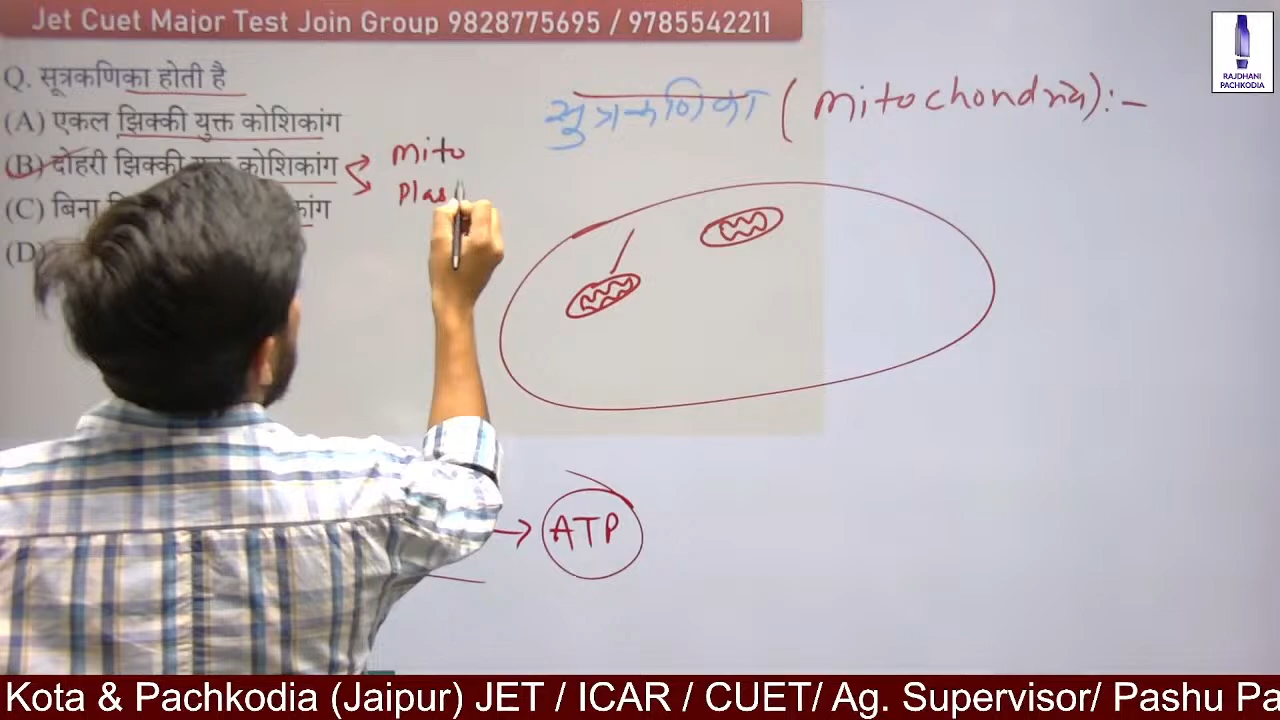 Jet Cuet Major Test Join Group 9828775695 / 9785542211
RAJDHANI
PACHKODIA
Q. सूत्रकणिका होती है
(A) एकल झिक्की युक्त कोशिकांग
(B) दोहरी झिक्की युक्त कोशिकांग
(C) बिना
(D)
Mito
Plas
सुत्रकणिका (Mitochondria):-
ATP
Kota & Pachkodia (Jaipur) JET / ICAR / CUET/ Ag. Supervisor/ Pashu Pa